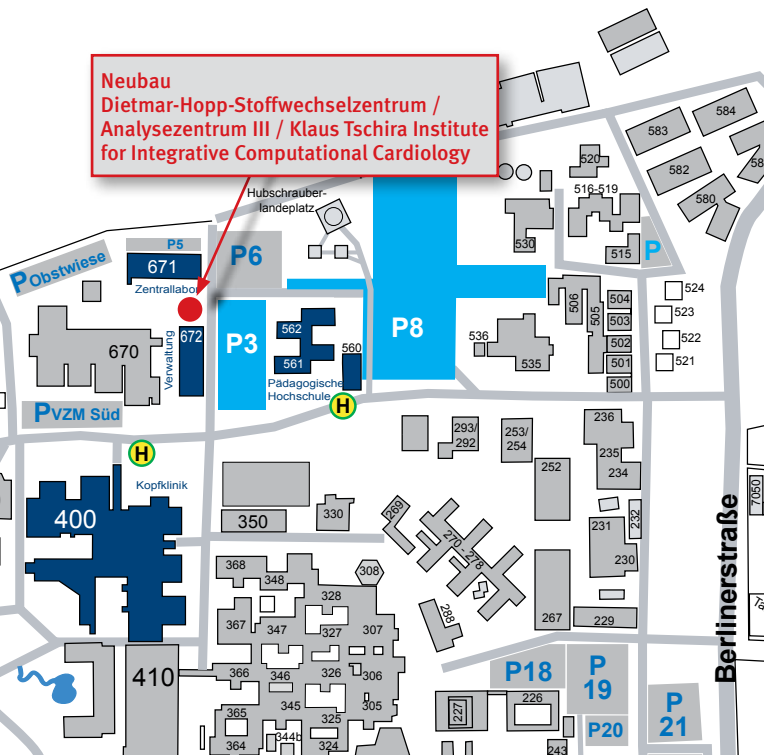 Neubau
Dietmar-Hopp-Stoffwechselzentrum /
Analysezentrum III / Klaus Tschira Institute
for Integrative Computational Cardiology
584
583
582
58
580
520
516-519
530
515
P
Hubschrauber-
landeplatz
P5
P6
P Obstwiese
671
Zentrallabor
672
Verwaltung
670
P3
562
561
560
Pädagogische
Hochschule
P8
536
535
506
505
504
503
502
501
500
524
523
522
521
PVZM Süd
H
H
Kopfklinik
400
293/
292
253/
254
252
236
235
234
232
231
230
7050
Berlinerstraße
350
330
269
270 - 278
288
267
229
368
348
308
328
367
347
327
307
366
346
326
306
365
345
325
305
364
344b
324
410
P18
P
19
P20
P
21
227
226
243